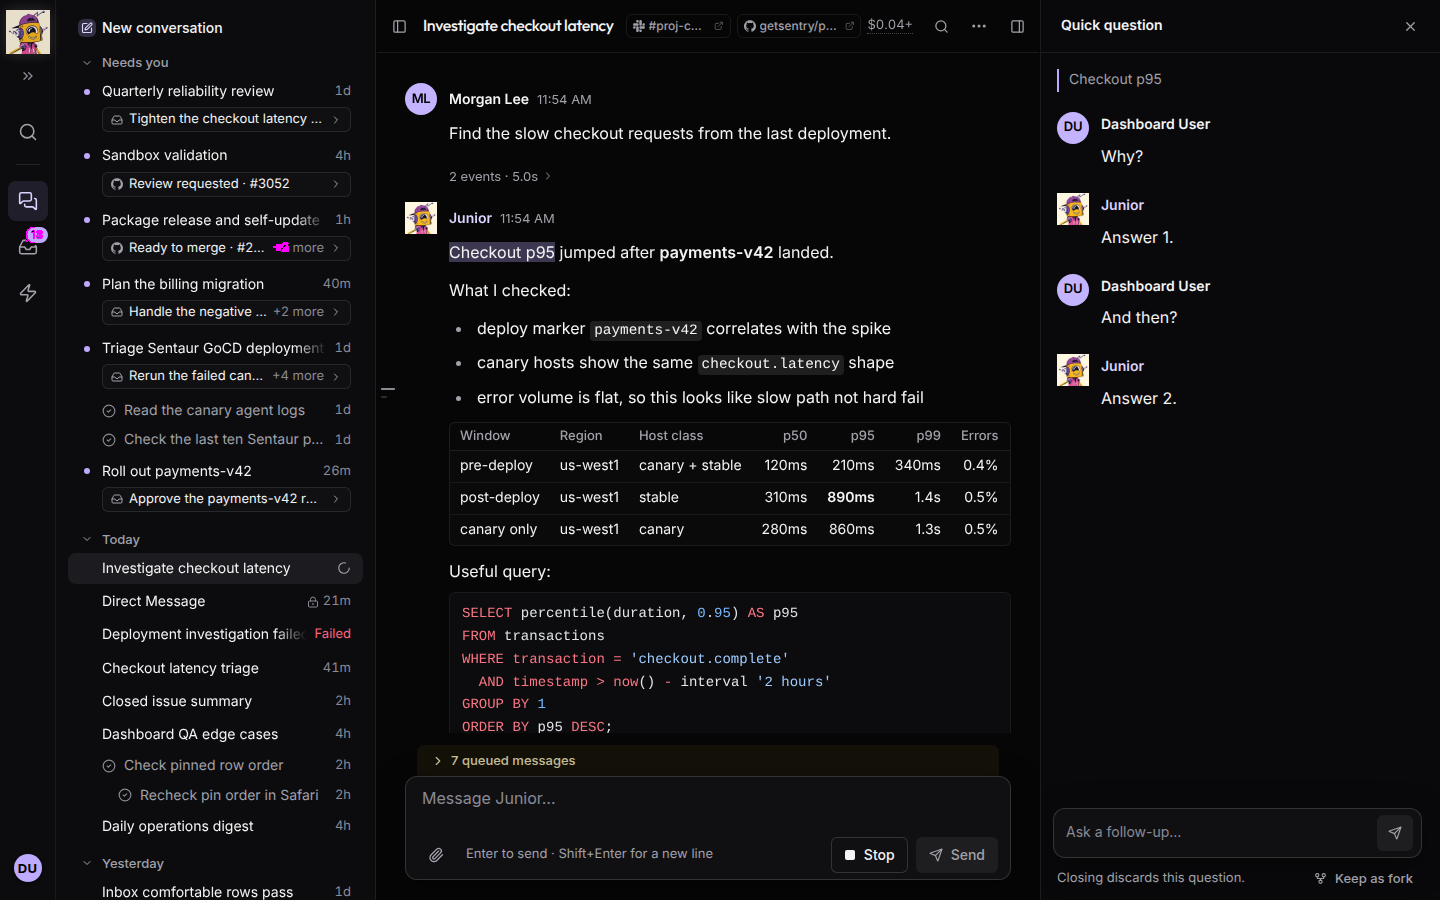 New conversation
Needs you
Quarterly reliability review 1d
Tighten the checkout latency ...
Sandbox validation 4h
Review requested · #3052
Package release and self-update 1h
Ready to merge · #2... more
Plan the billing migration 40m
Handle the negative ... +2 more
Triage Sentaur GoCD deployment 1d
Rerun the failed can... +4 more
Read the canary agent logs 1d
Check the last ten Sentaur p... 1d
Roll out payments-v42 26m
Approve the payments-v42 r...
Today
Investigate checkout latency
Direct Message 21m
Deployment investigation failed Failed
Checkout latency triage 41m
Closed issue summary 2h
Dashboard QA edge cases 4h
Check pinned row order 2h
Recheck pin order in Safari 2h
Daily operations digest 4h
Yesterday
Inbox comfortable rows pass 1d
DU
Investigate checkout latency #proj-c... getsentry/p... $0.04+
ML Morgan Lee 11:54 AM
Find the slow checkout requests from the last deployment.
2 events · 5.0s
Junior 11:54 AM
Checkout p95 jumped after payments-v42 landed.
What I checked:
• deploy marker payments-v42 correlates with the spike
• canary hosts show the same checkout.latency shape
• error volume is flat, so this looks like slow path not hard fail
Window Region Host class p50 p95 p99 Errors
pre-deploy us-west1 canary + stable 120ms 210ms 340ms 0.4%
post-deploy us-west1 stable 310ms 890ms 1.4s 0.5%
canary only us-west1 canary 280ms 860ms 1.3s 0.5%
Useful query:
SELECT percentile(duration, 0.95) AS p95
FROM transactions
WHERE transaction = 'checkout.complete'
AND timestamp > now() - interval '2 hours'
GROUP BY 1
ORDER BY p95 DESC;
7 queued messages
Message Junior...
Enter to send · Shift+Enter for a new line
Stop
Send
Quick question
Checkout p95
DU Dashboard User
Why?
Junior
Answer 1.
DU Dashboard User
And then?
Junior
Answer 2.
Ask a follow-up...
Closing discards this question. Keep as fork